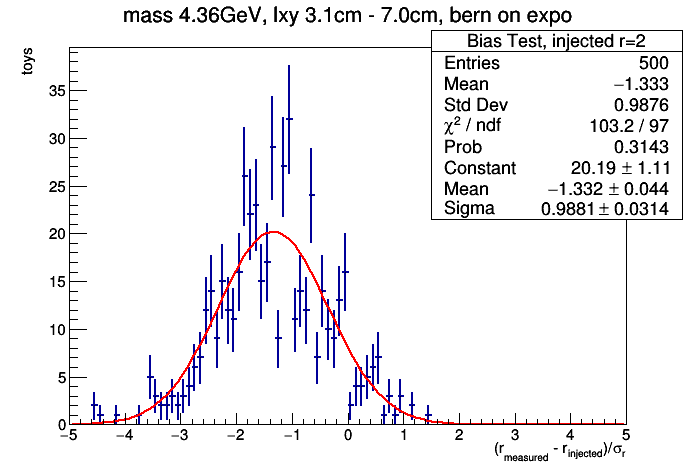 mass 4.36GeV, lxy 3.1cm - 7.0cm, bern on expo
Bias Test, injected r=2
Entries 500
Mean −1.333
Std Dev 0.9876
χ² / ndf 103.2 / 97
Prob 0.3143
Constant 20.19 ± 1.11
Mean −1.332 ± 0.044
Sigma 0.9881 ± 0.0314
toys
35
30
25
20
15
10
5
0
−5 −4 −3 −2 −1 0 1 2 3 4 5
(r_measured - r_injected)/σ_r